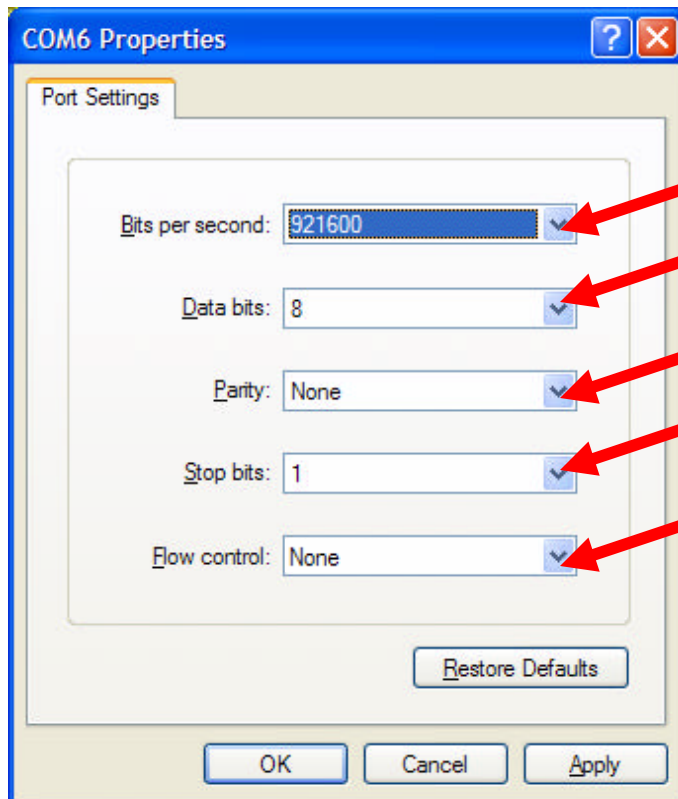 COM6 Properties
Port Settings
Bits per second: 921600
Data bits: 8
Parity: None
Stop bits: 1
Flow control: None
Restore Defaults
OK Cancel Apply